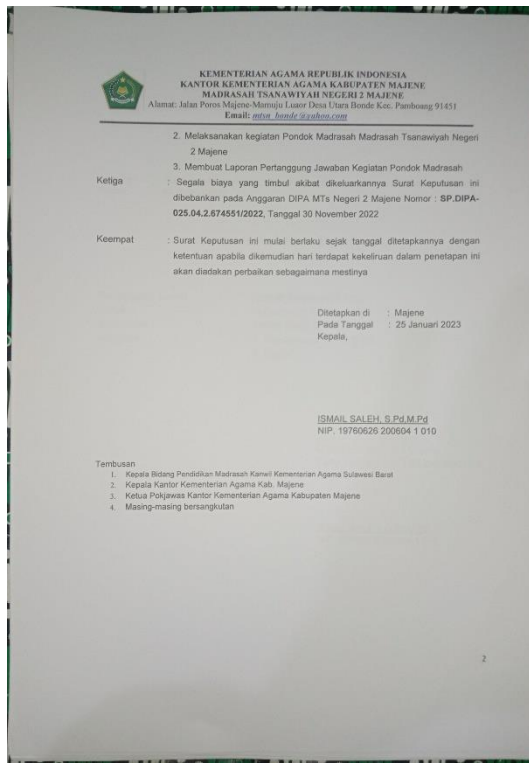 KEMENTERIAN AGAMA REPUBLIK INDONESIA
KANTOR KEMENTERIAN AGAMA KABUPATEN MAJENE
MADRASAH TSANAWIYAH NEGERI 2 MAJENE
Alamat: Jalan Poros Majene-Mamuju Luaor Desa Utara Bonde Kec. Pamboang 91451
Email: mtsn_bonde@yahoo.com
2. Melaksanakan kegiatan Pondok Madrasah Madrasah Tsanawiyah Negeri
2 Majene
3. Membuat Laporan Pertanggung Jawaban Kegiatan Pondok Madrasah
Ketiga : Segala biaya yang timbul akibat dikeluarkannya Surat Keputusan ini
dibebankan pada Anggaran DIPA MTs Negeri 2 Majene Nomor : SP.DIPA-
025.04.2.674551/2022, Tanggal 30 November 2022
Keempat : Surat Keputusan ini mulai berlaku sejak tanggal ditetapkannya dengan
ketentuan apabila dikemudian hari terdapat kekeliruan dalam penetapan ini
akan diadakan perbaikan sebagaimana mestinya
Ditetapkan di : Majene
Pada Tanggal : 25 Januari 2023
Kepala,
ISMAIL SALEH, S.Pd,M.Pd
NIP. 19760626 200604 1 010
Tembusan
1. Kepala Bidang Pendidikan Madrasah Kanwil Kementerian Agama Sulawesi Barat
2. Kepala Kantor Kementerian Agama Kab. Majene
3. Ketua Pokjawas Kantor Kementerian Agama Kabupaten Majene
4. Masing-masing bersangkutan
2